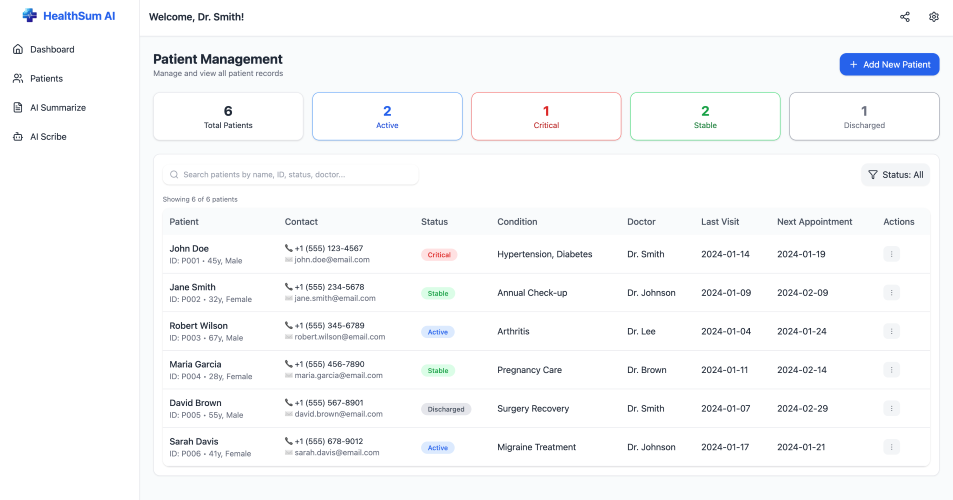 HealthSum AI
Welcome, Dr. Smith!
Dashboard
Patients
AI Summarize
AI Scribe
Patient Management
Manage and view all patient records
Add New Patient
6
Total Patients
2
Active
1
Critical
2
Stable
1
Discharged
Search patients by name, ID, status, doctor...
Status: All
Showing 6 of 6 patients
Patient Contact Status Condition Doctor Last Visit Next Appointment Actions
John Doe
ID: P001 • 45y, Male
+1 (555) 123-4567
john.doe@email.com
Critical
Hypertension, Diabetes
Dr. Smith
2024-01-14
2024-01-19
Jane Smith
ID: P002 • 32y, Female
+1 (555) 234-5678
jane.smith@email.com
Stable
Annual Check-up
Dr. Johnson
2024-01-09
2024-02-09
Robert Wilson
ID: P003 • 67y, Male
+1 (555) 345-6789
robert.wilson@email.com
Active
Arthritis
Dr. Lee
2024-01-04
2024-01-24
Maria Garcia
ID: P004 • 28y, Female
+1 (555) 456-7890
maria.garcia@email.com
Stable
Pregnancy Care
Dr. Brown
2024-01-11
2024-02-14
David Brown
ID: P005 • 55y, Male
+1 (555) 567-8901
david.brown@email.com
Discharged
Surgery Recovery
Dr. Smith
2024-01-07
2024-02-29
Sarah Davis
ID: P006 • 41y, Female
+1 (555) 678-9012
sarah.davis@email.com
Active
Migraine Treatment
Dr. Johnson
2024-01-17
2024-01-21